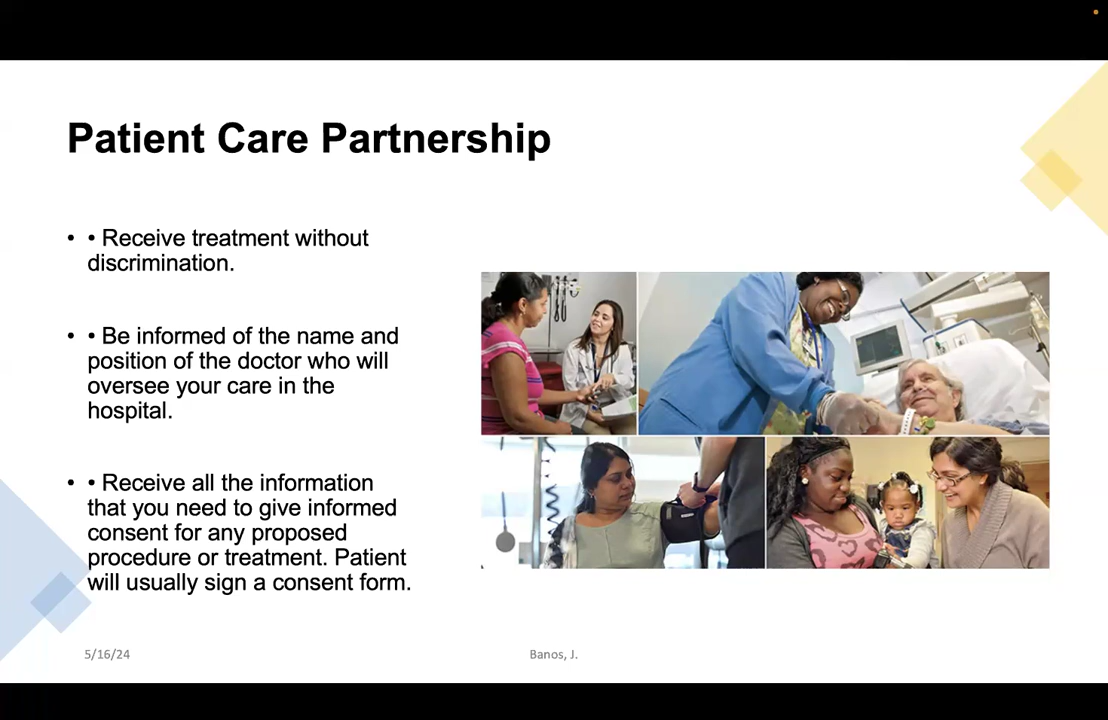 Patient Care Partnership
• • Receive treatment without
discrimination.
• • Be informed of the name and
position of the doctor who will
oversee your care in the
hospital.
• • Receive all the information
that you need to give informed
consent for any proposed
procedure or treatment. Patient
will usually sign a consent form.
5/16/24
Banos, J.